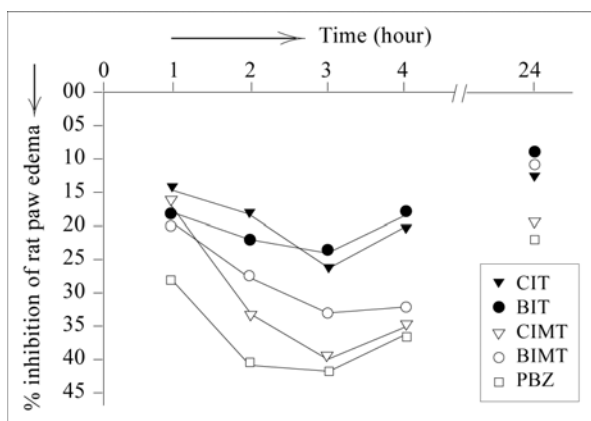 Time (hour)
0 1 2 3 4 24
% inhibition of rat paw edema
00
05
10
15
20
25
30
35
40
45
CIT
BIT
CIMT
BIMT
PBZ